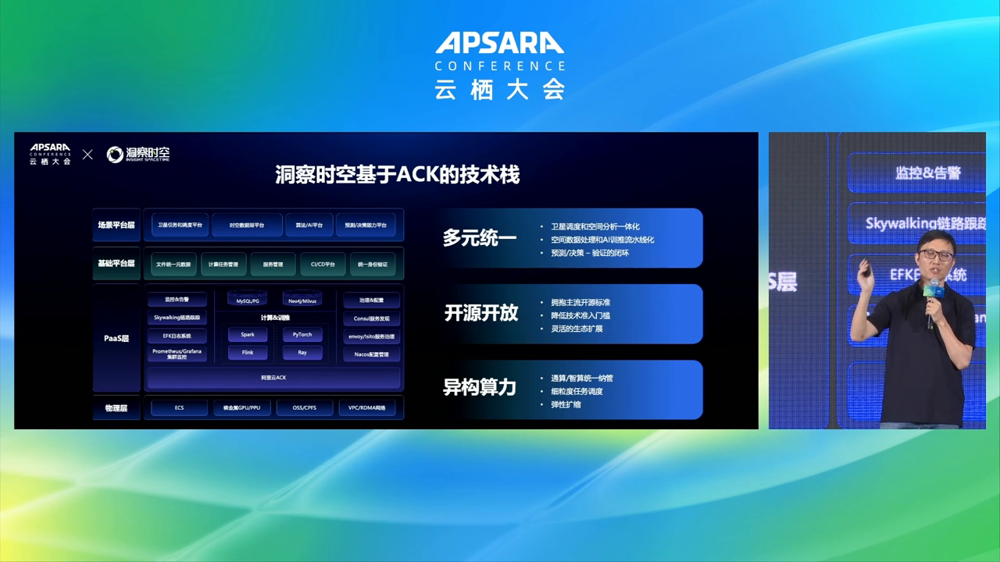 APSARA
CONFERENCE
云栖大会
APSARA
CONFERENCE
云栖大会
洞察时空
INSIGHT SPACETIME
洞察时空基于ACK的技术栈
场景平台层
卫星任务和调度平台
时空数据湖平台
算法/AI平台
预测/决策能力平台
基础平台层
文件统一元数据
计算任务管理
服务管理
CI/CD平台
统一身份验证
PaaS层
监控&告警
Skywalking链路跟踪
EFK日志系统
Prometheus/Grafana
集群监控
MySQL/PG
Neo4j/Milvus
计算&训推
Spark
PyTorch
Flink
Ray
治理&配置
Consul服务发现
envoy/Isito服务治理
Nacos配置管理
阿里云ACK
物理层
ECS
裸金属GPU/PPU
OSS/CPFS
VPC/RDMA网络
多元统一
• 卫星调度和空间分析一体化
• 空间数据处理和AI训推流水线化
• 预测/决策 – 验证的闭环
开源开放
• 拥抱主流开源标准
• 降低技术准入门槛
• 灵活的生态扩展
异构算力
• 通算/智算统一纳管
• 细粒度任务调度
• 弹性扩缩
监控&告警
Skywalking链路跟踪
S层
EFK日 系统
an